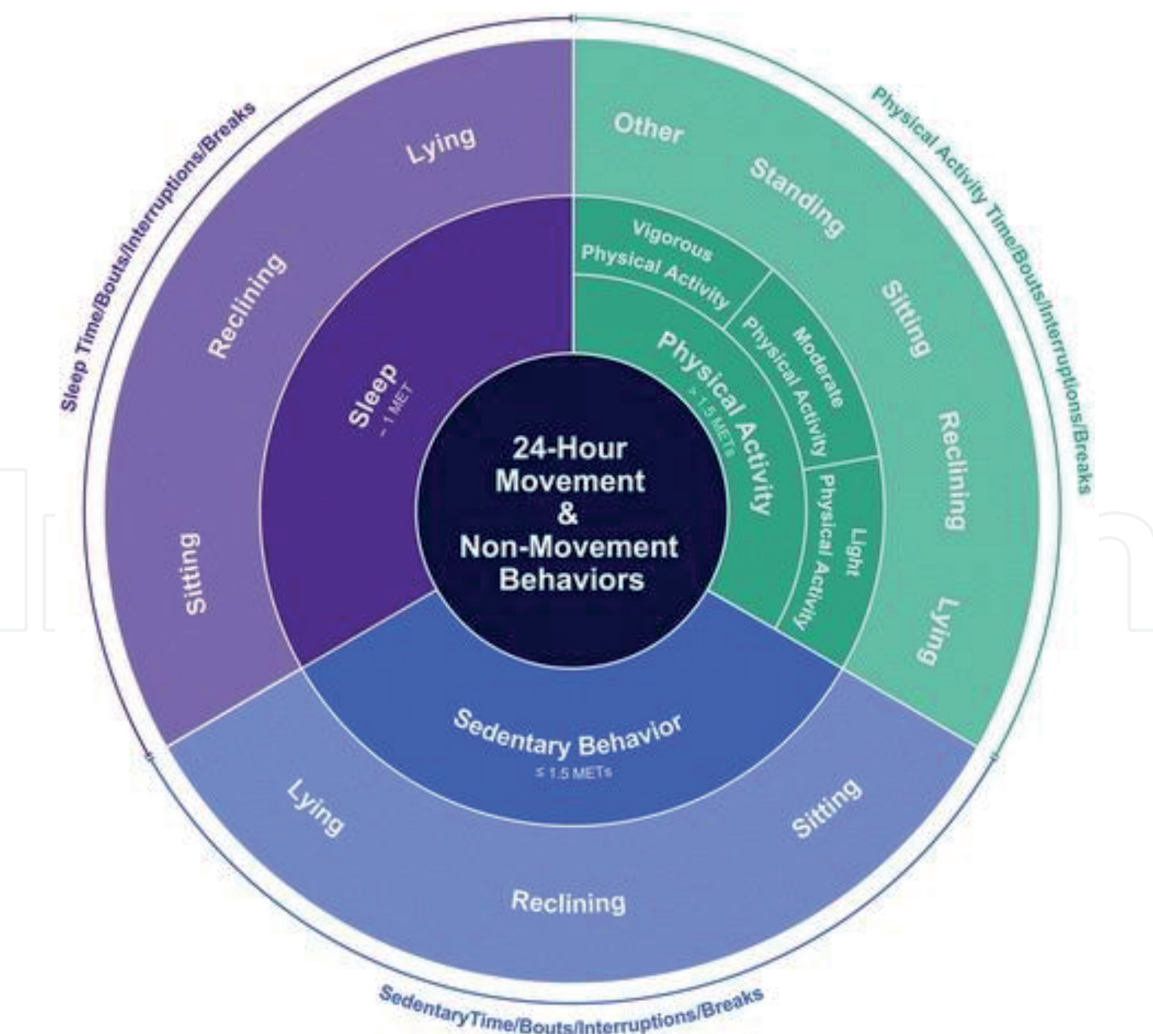 24-Hour
Movement
&
Non-Movement
Behaviors
Physical Activity
> 1.5 METs
Vigorous
Physical Activity
Moderate
Physical Activity
Light
Physical Activity
Other
Standing
Sitting
Reclining
Lying
Physical Activity Time/Bouts/Interruptions/Breaks
Sedentary Behavior
≤ 1.5 METs
Sitting
Reclining
Lying
SedentaryTime/Bouts/Interruptions/Breaks
Sleep
~ 1 MET
Sitting
Reclining
Lying
Sleep Time/Bouts/Interruptions/Breaks